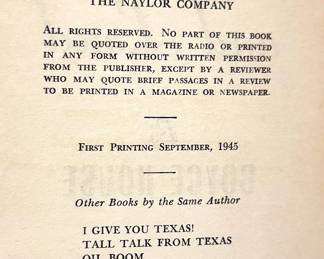 THE NAYLOR COMPANY
ALL RIGHTS RESERVED. NO PART OF THIS BOOK
MAY BE QUOTED OVER THE RADIO OR PRINTED
IN ANY FORM WITHOUT WRITTEN PERMISSION
FROM THE PUBLISHER, EXCEPT BY A REVIEWER
WHO MAY QUOTE BRIEF PASSAGES IN A REVIEW
TO BE PRINTED IN A MAGAZINE OR NEWSPAPER.
FIRST PRINTING SEPTEMBER, 1945
Other Books by the Same Author
I GIVE YOU TEXAS!
TALL TALK FROM TEXAS
OIL BOOM